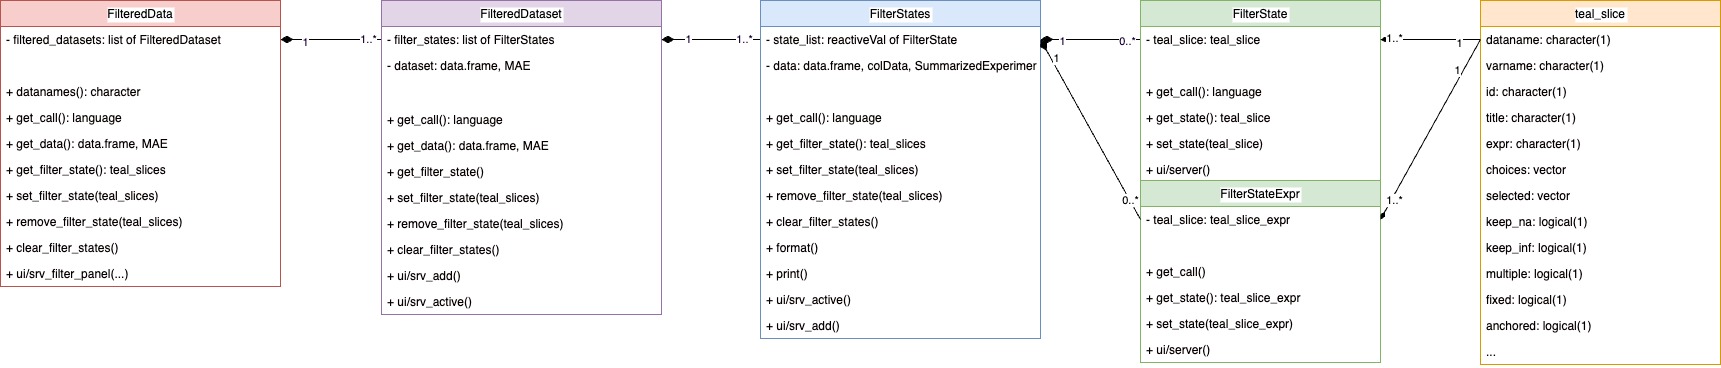 FilteredData
- filtered_datasets: list of FilteredDataset
+ datanames(): character
+ get_call(): language
+ get_data(): data.frame, MAE
+ get_filter_state(): teal_slices
+ set_filter_state(teal_slices)
+ remove_filter_state(teal_slices)
+ clear_filter_states()
+ ui/srv_filter_panel(...)
1
1..*
FilteredDataset
- filter_states: list of FilterStates
- dataset: data.frame, MAE
+ get_call(): language
+ get_data(): data.frame, MAE
+ get_filter_state()
+ set_filter_state(teal_slices)
+ remove_filter_state(teal_slices)
+ clear_filter_states()
+ ui/srv_add()
+ ui/srv_active()
1
1..*
FilterStates
- state_list: reactiveVal of FilterState
- data: data.frame, colData, SummarizedExperimer
+ get_call(): language
+ get_filter_state(): teal_slices
+ set_filter_state(teal_slices)
+ remove_filter_state(teal_slices)
+ clear_filter_states()
+ format()
+ print()
+ ui/srv_active()
+ ui/srv_add()
1
0..*
1
0..*
FilterState
- teal_slice: teal_slice
+ get_call(): language
+ get_state(): teal_slice
+ set_state(teal_slice)
+ ui/server()
FilterStateExpr
- teal_slice: teal_slice_expr
+ get_call()
+ get_state(): teal_slice_expr
+ set_state(teal_slice_expr)
+ ui/server()
1..*
1
1
1..*
teal_slice
dataname: character(1)
varname: character(1)
id: character(1)
title: character(1)
expr: character(1)
choices: vector
selected: vector
keep_na: logical(1)
keep_inf: logical(1)
multiple: logical(1)
fixed: logical(1)
anchored: logical(1)
...